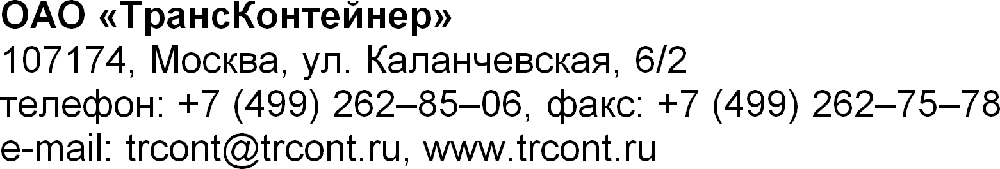 ОАО «ТрансКонтейнер»
107174, Москва, ул. Каланчевская, 6/2
телефон: +7 (499) 262–85–06, факс: +7 (499) 262–75–78
e-mail: trcont@trcont.ru, www.trcont.ru